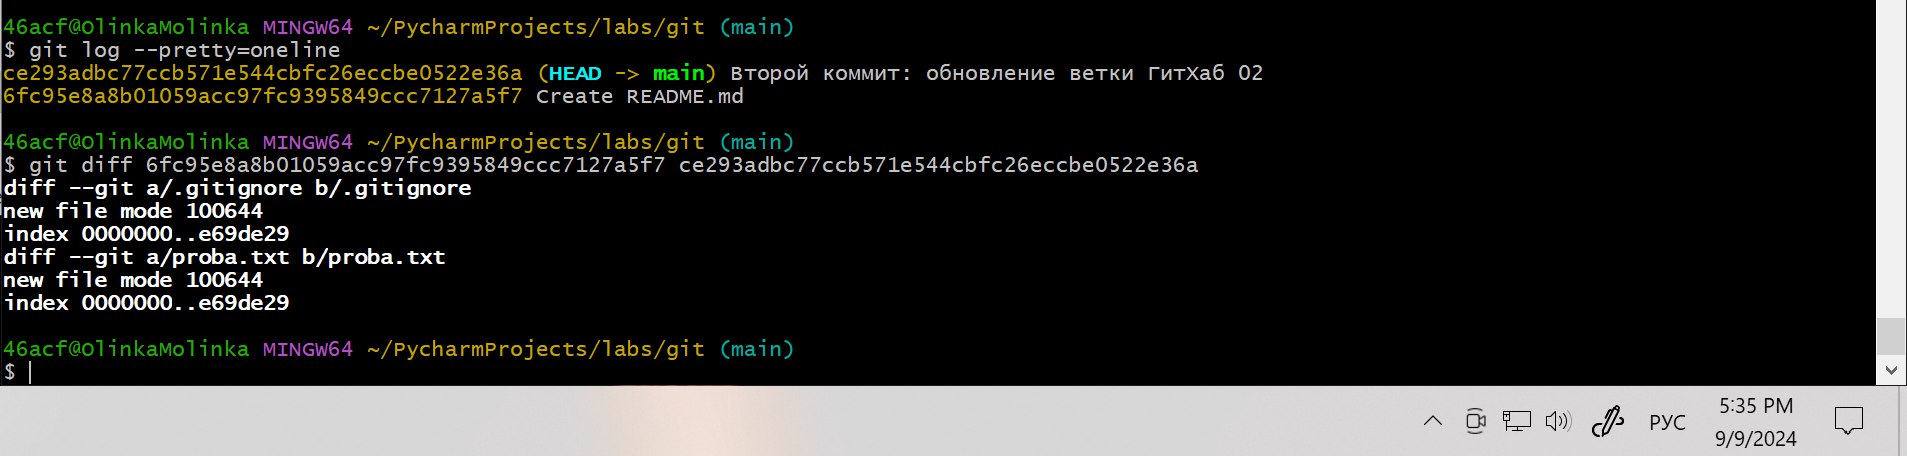 46acf@OlinkaMolinka MINGW64 ~/PycharmProjects/labs/git (main)
$ git log --pretty=oneline
ce293adbc77ccb571e544cbfc26eccbe0522e36a (HEAD -> main) Второй коммит: обновление ветки ГитХаб 02
6fc95e8a8b01059acc97fc9395849ccc7127a5f7 Create README.md
46acf@OlinkaMolinka MINGW64 ~/PycharmProjects/labs/git (main)
$ git diff 6fc95e8a8b01059acc97fc9395849ccc7127a5f7 ce293adbc77ccb571e544cbfc26eccbe0522e36a
diff --git a/.gitignore b/.gitignore
new file mode 100644
index 0000000..e69de29
diff --git a/proba.txt b/proba.txt
new file mode 100644
index 0000000..e69de29
46acf@OlinkaMolinka MINGW64 ~/PycharmProjects/labs/git (main)
$
РУС
5:35 PM
9/9/2024